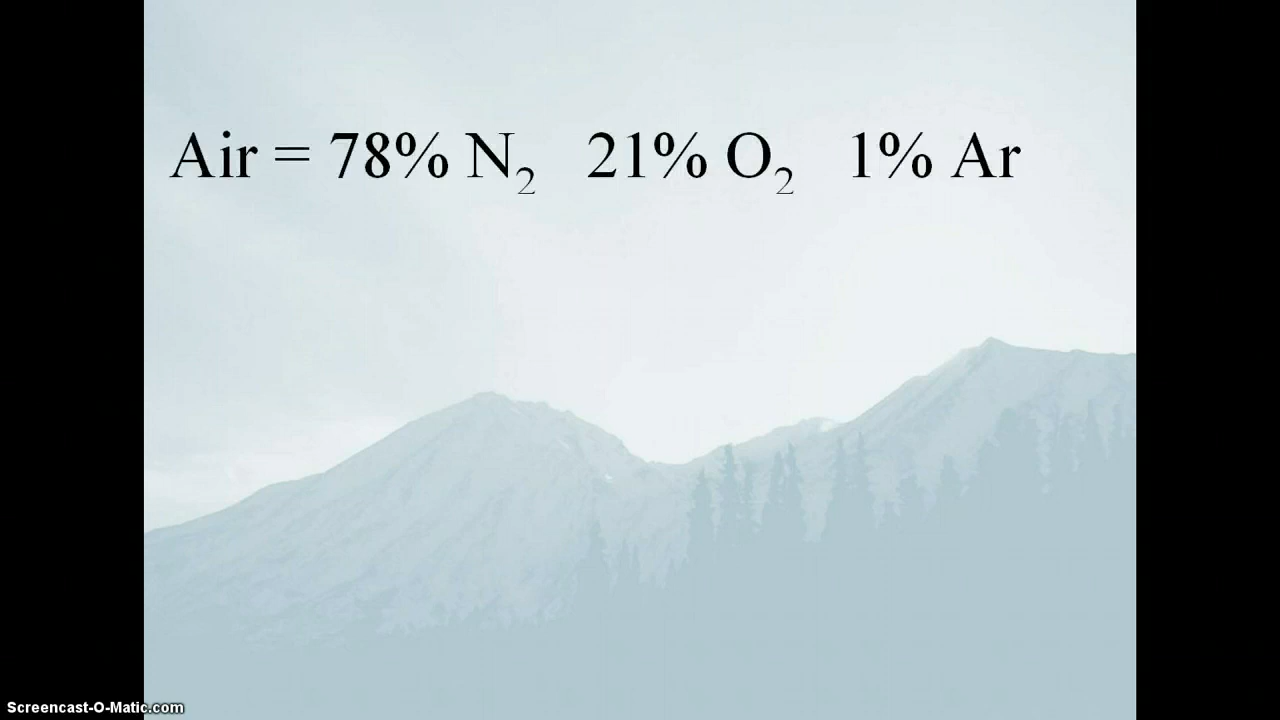 Air = 78% N₂ 21% O₂ 1% Ar
Screencast-O-Matic.com